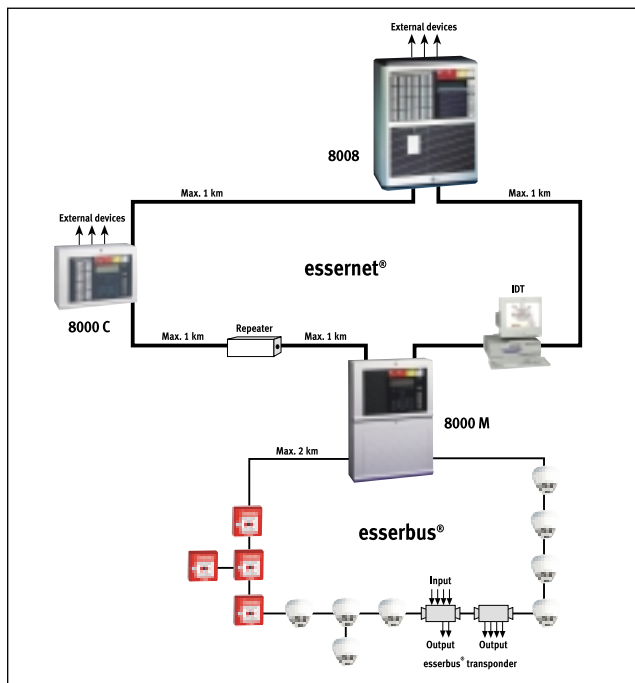 External devices
8008
Max. 1 km
Max. 1 km
External devices
essernet®
8000 C
IDT
Max. 1 km
Repeater
Max. 1 km
8000 M
Max. 2 km
esserbus®
Input
Output
Output
esserbus® transponder